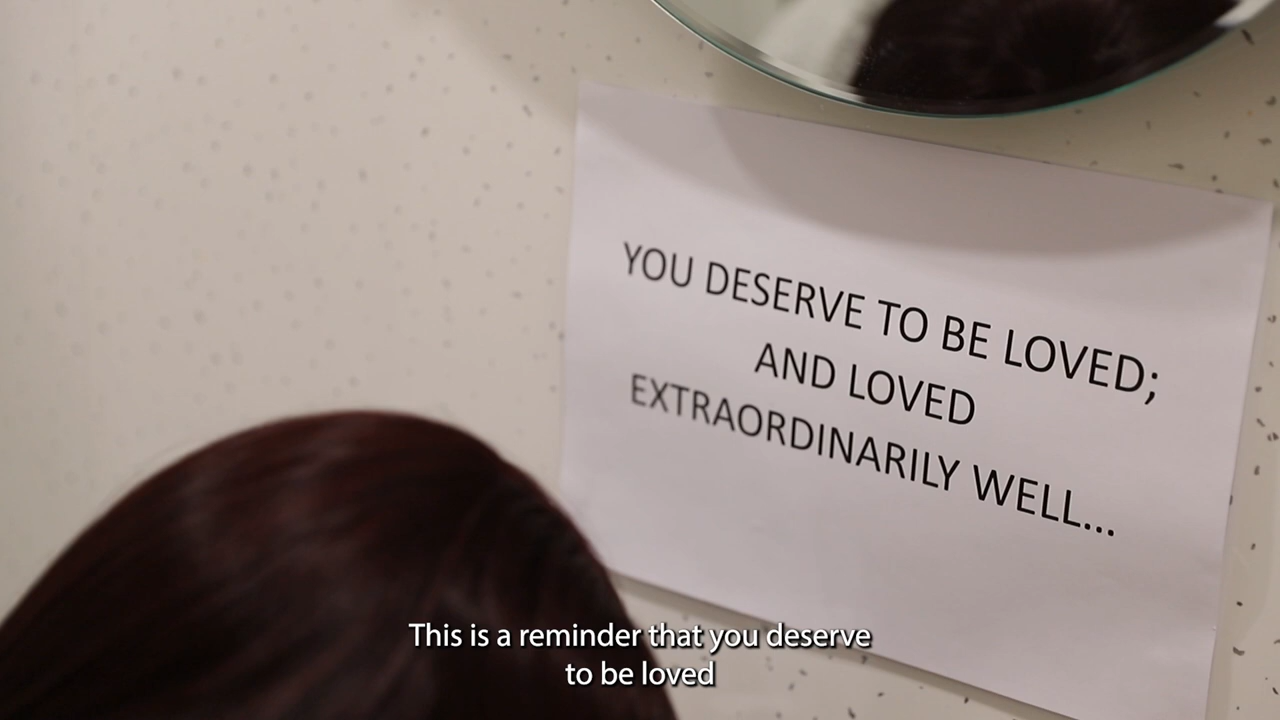 YOU DESERVE TO BE LOVED;
AND LOVED
EXTRAORDINARILY WELL...
This is a reminder that you deserve
to be loved